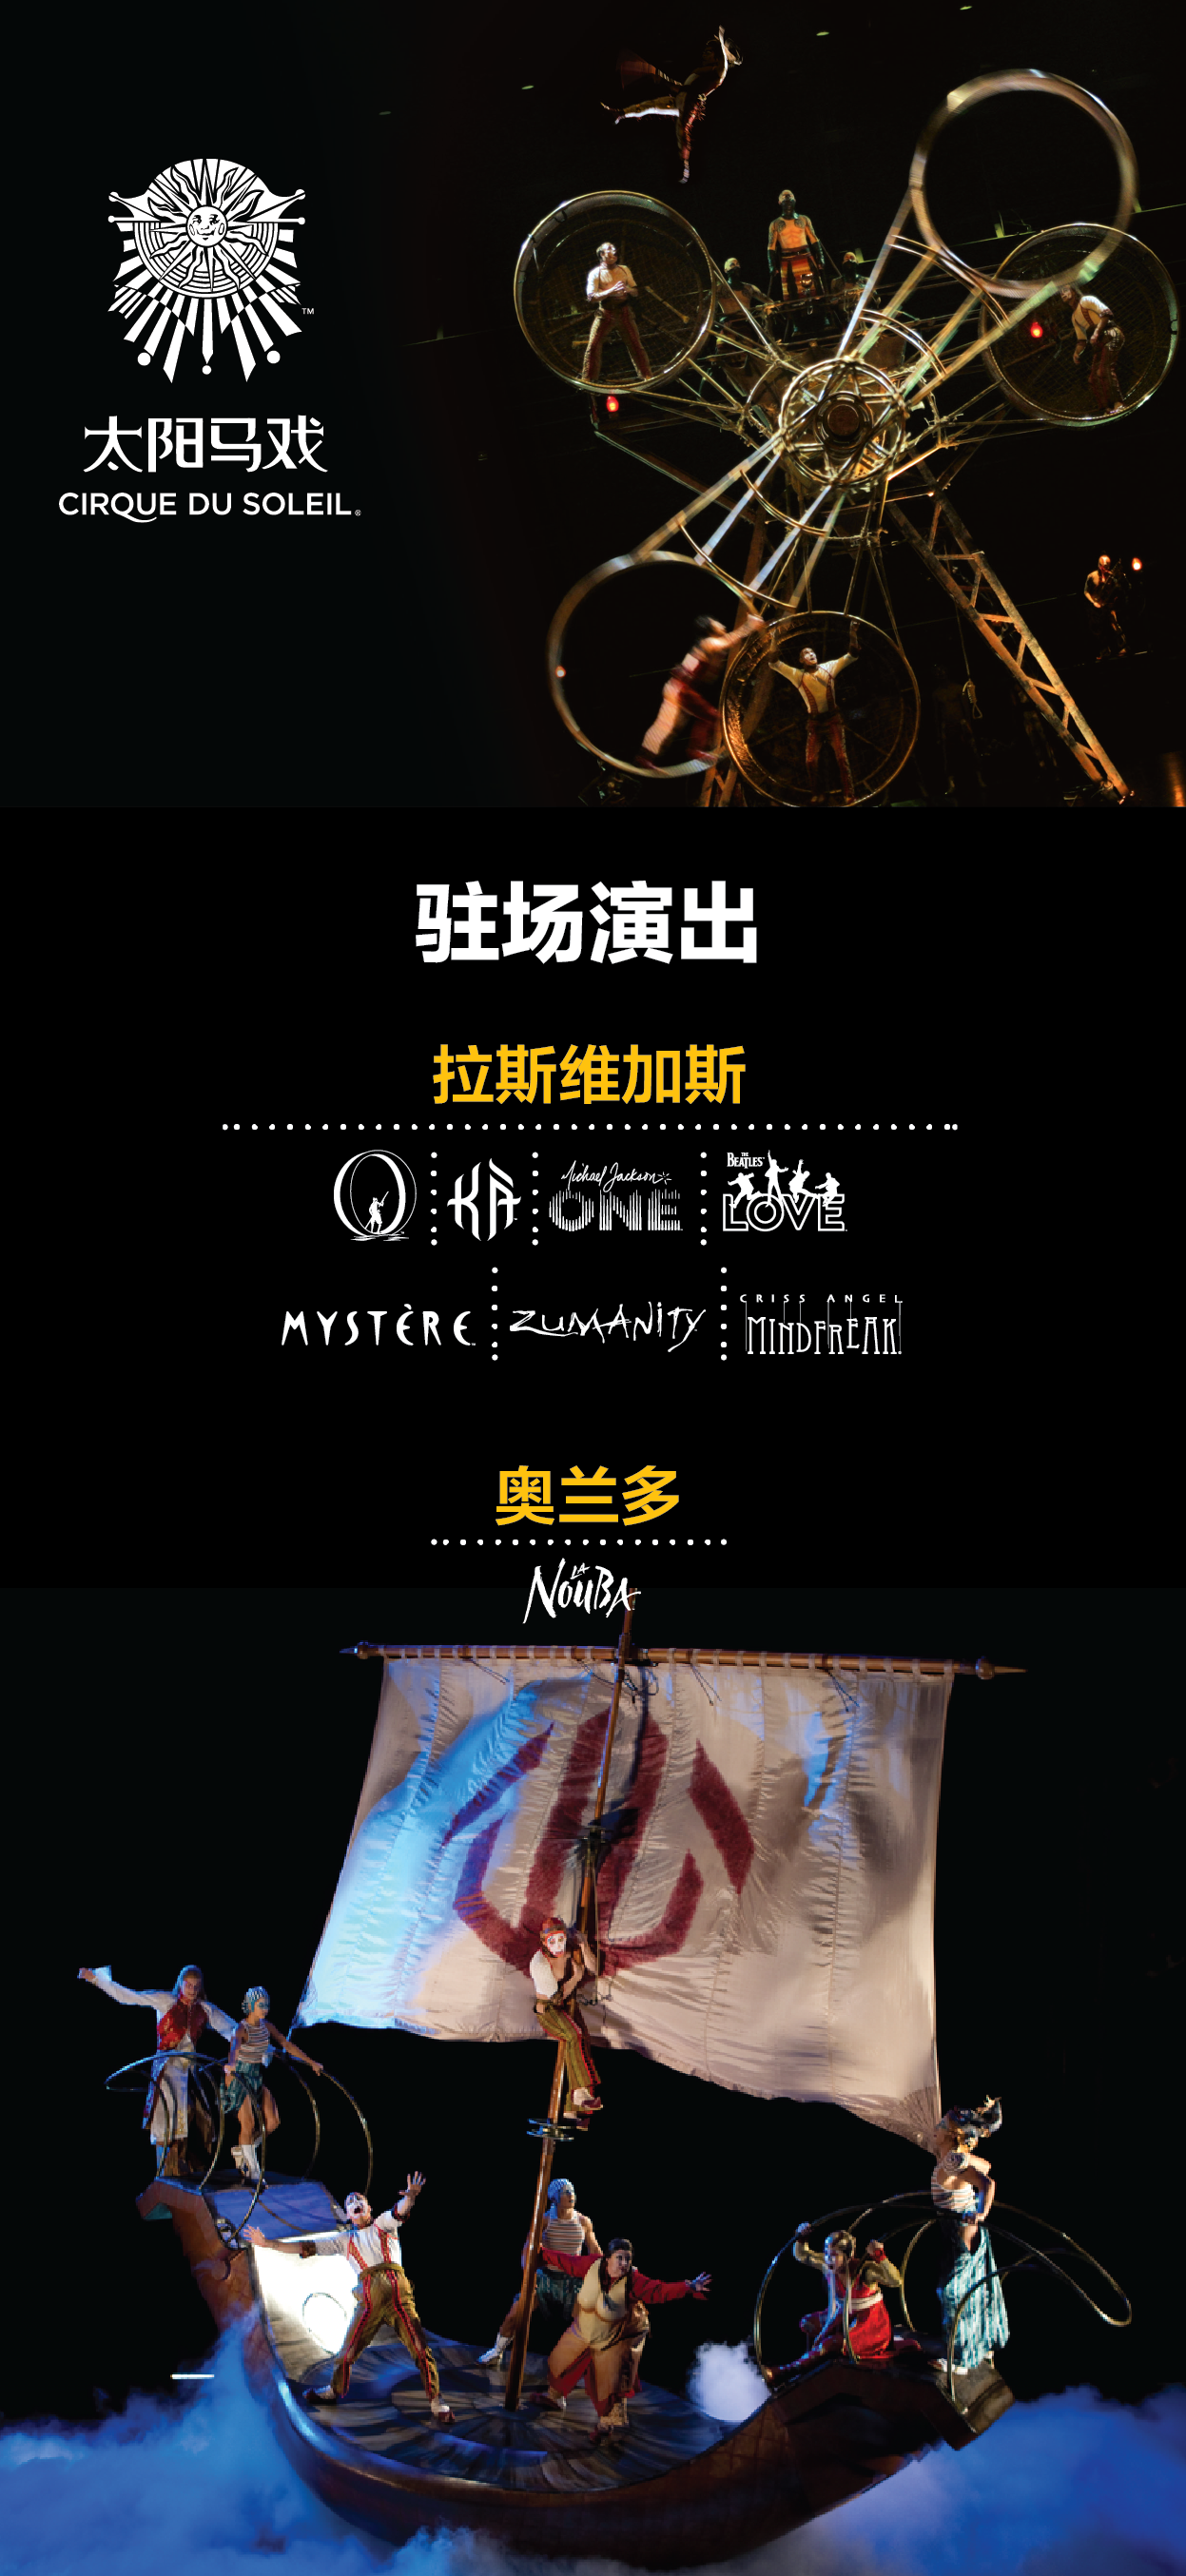 ™
太阳马戏
CIRQUE DU SOLEIL®
驻场演出
拉斯维加斯
O KÀ Michael Jackson ONE THE BEATLES LOVE
MYSTÈRE ZUMANITY CRISS ANGEL MINDFREAK
奥兰多
LA NOUBA